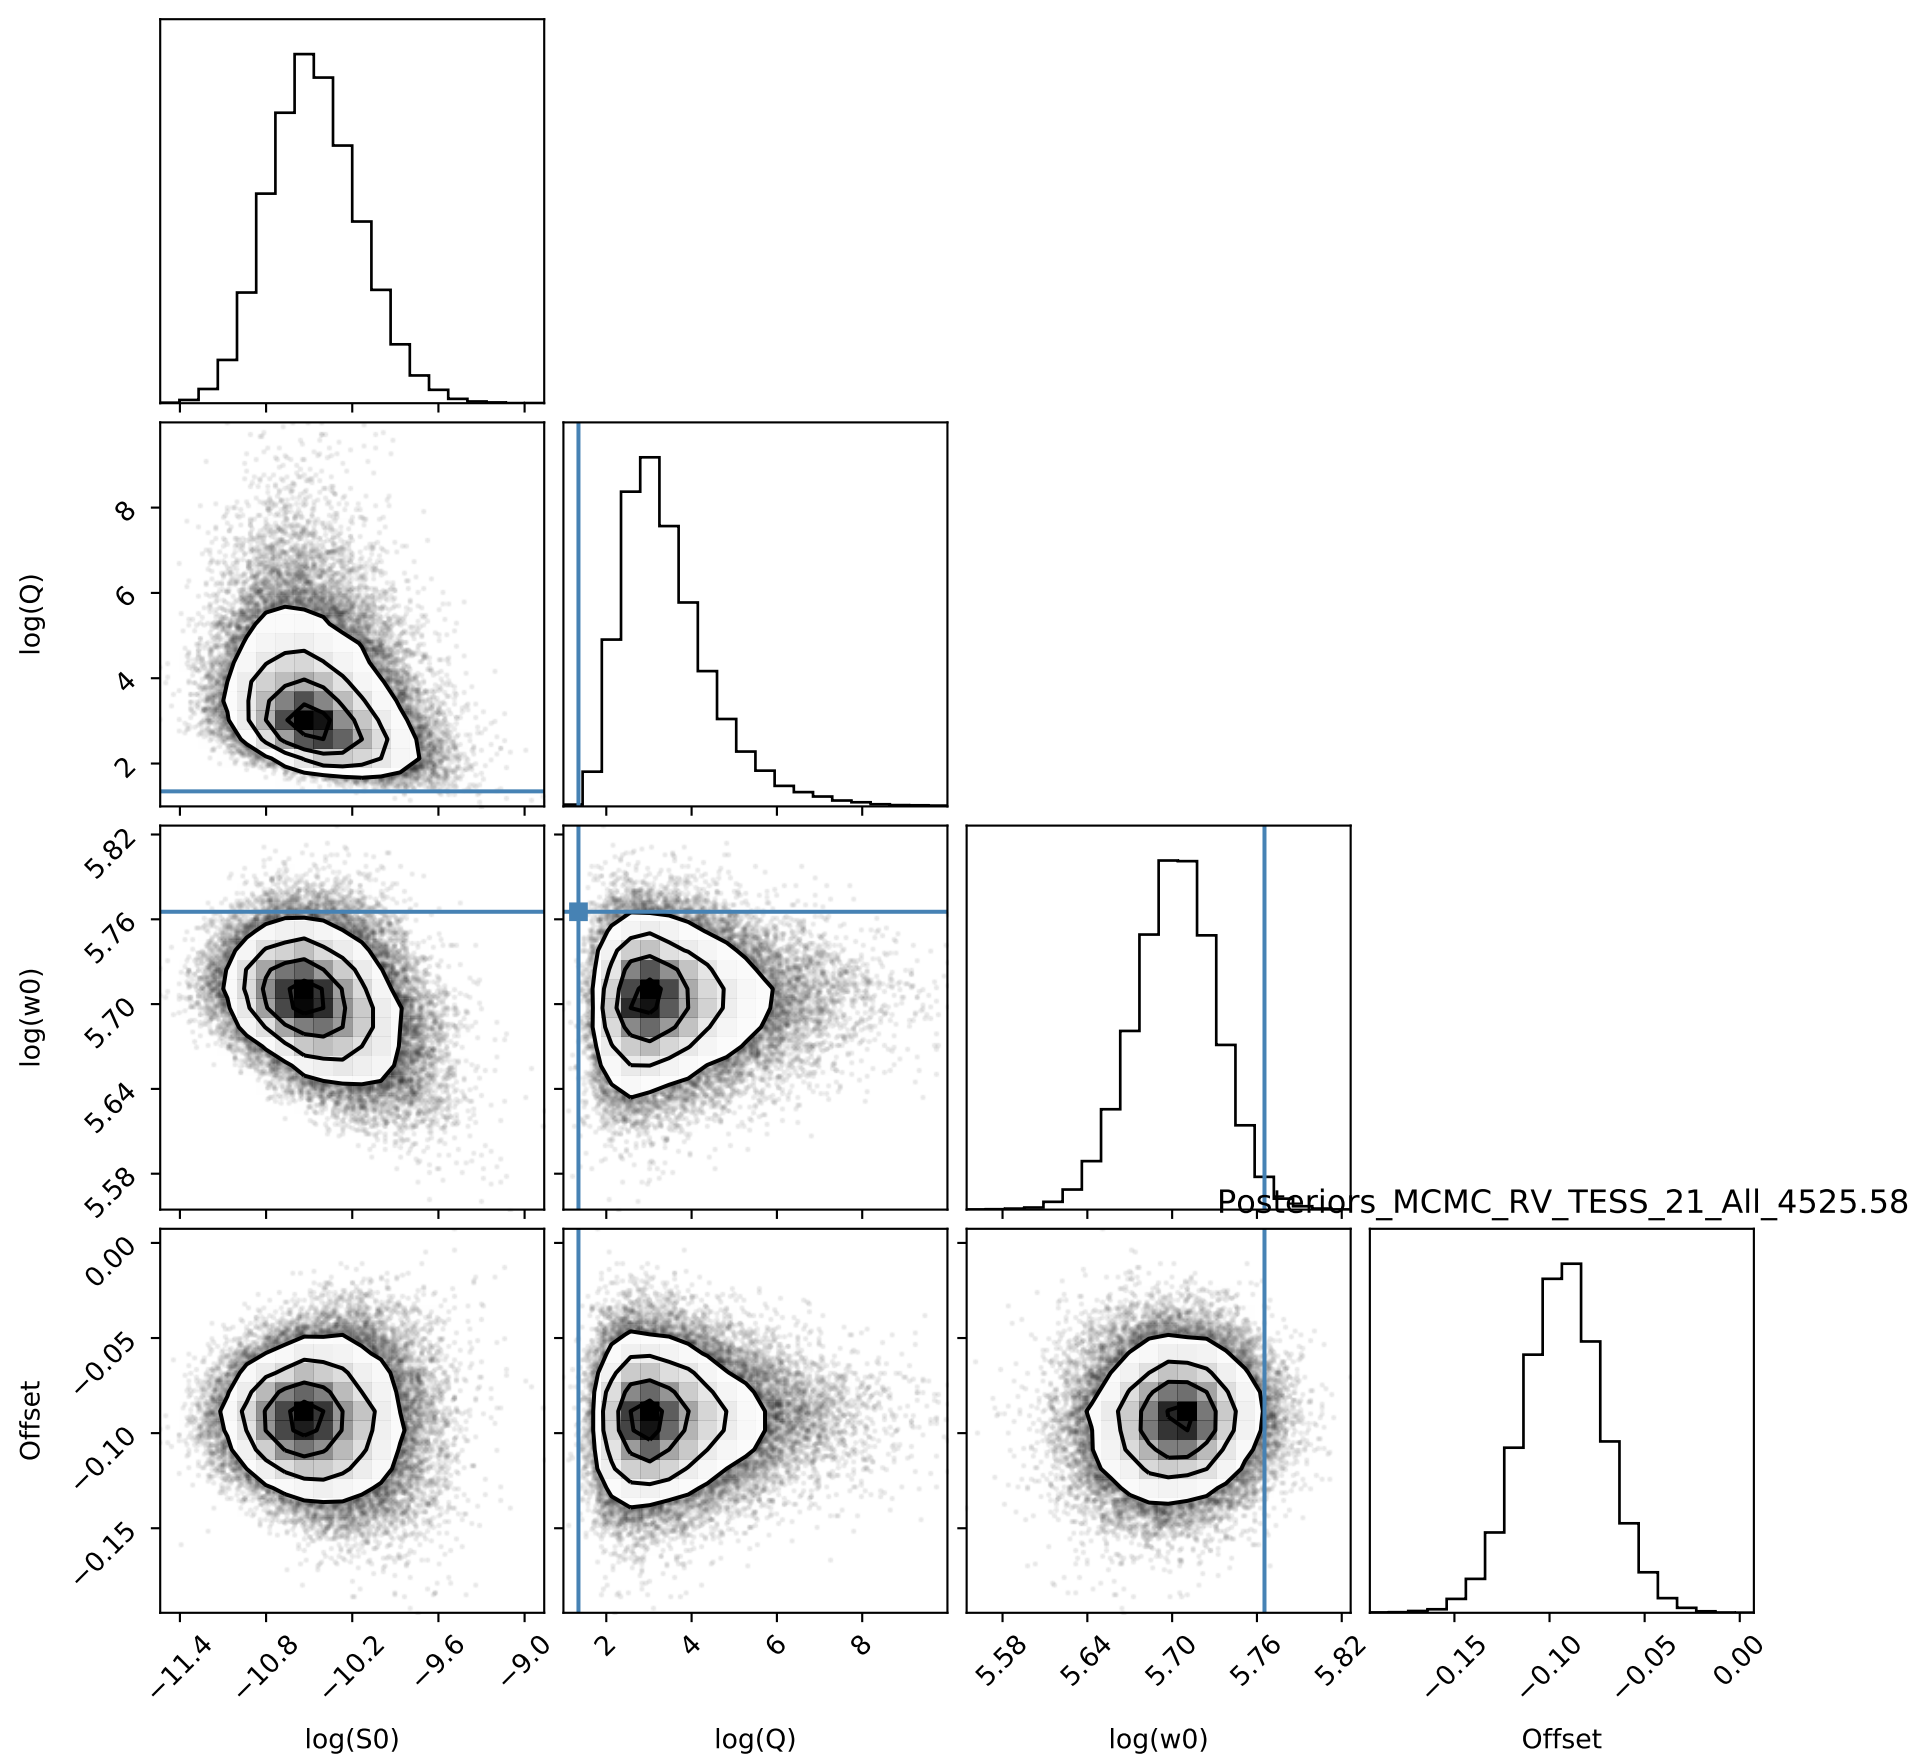 8
6
4
2
log(Q)
5.82
5.76
5.70
5.64
5.58
log(w0)
Posteriors_MCMC_RV_TESS_21_All_4525.58
0.00
−0.05
−0.10
−0.15
Offset
−11.4 −10.8 −10.2 −9.6 −9.0
2 4 6 8
5.58 5.64 5.70 5.76 5.82
−0.15 −0.10 −0.05 0.00
log(S0) log(Q) log(w0) Offset